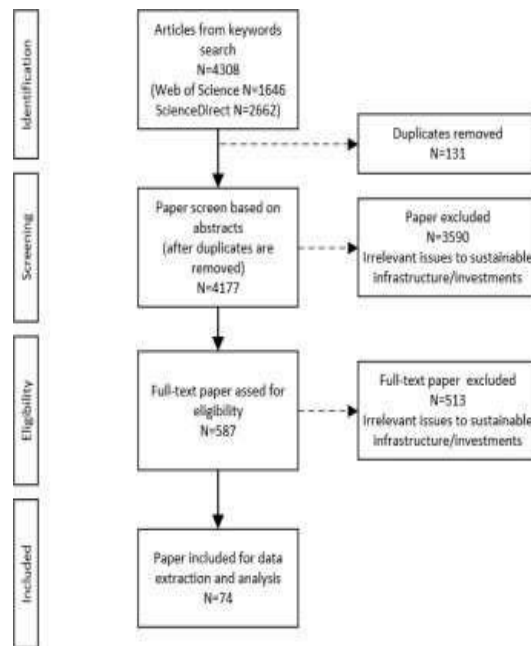 Identification
Articles from keywords
search
N=4308
(Web of Science N=1646
ScienceDirect N=2662)
Duplicates removed
N=131
Screening
Paper screen based on
abstracts
(after duplicates are
removed)
N=4177
Paper excluded
N=3590
Irrelevant issues to sustainable
infrastructure/investments
Eligibility
Full-text paper assed for
eligibility
N=587
Full-text paper excluded
N=513
Irrelevant issues to sustainable
infrastructure/investments
Included
Paper included for data
extraction and analysis
N=74